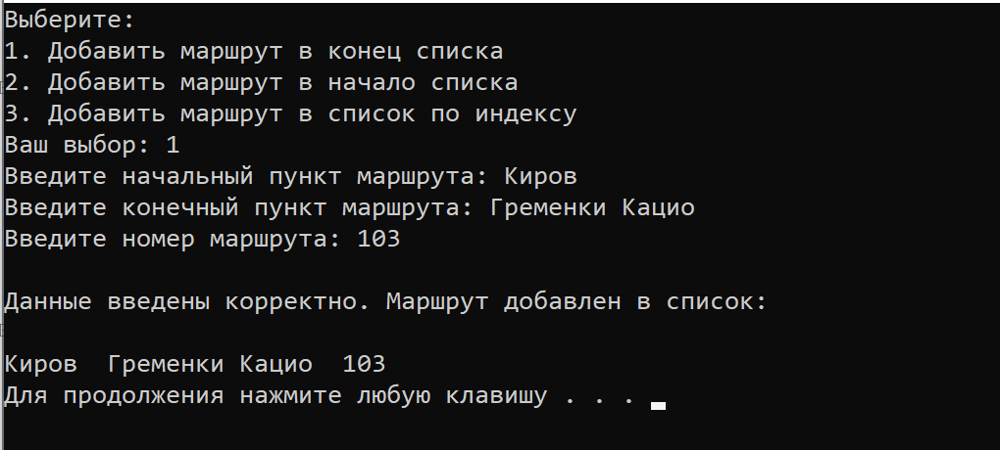 Выберите:
1. Добавить маршрут в конец списка
2. Добавить маршрут в начало списка
3. Добавить маршрут в список по индексу
Ваш выбор: 1
Введите начальный пункт маршрута: Киров
Введите конечный пункт маршрута: Гременки Кацио
Введите номер маршрута: 103
Данные введены корректно. Маршрут добавлен в список:
Киров  Гременки Кацио  103
Для продолжения нажмите любую клавишу . . .